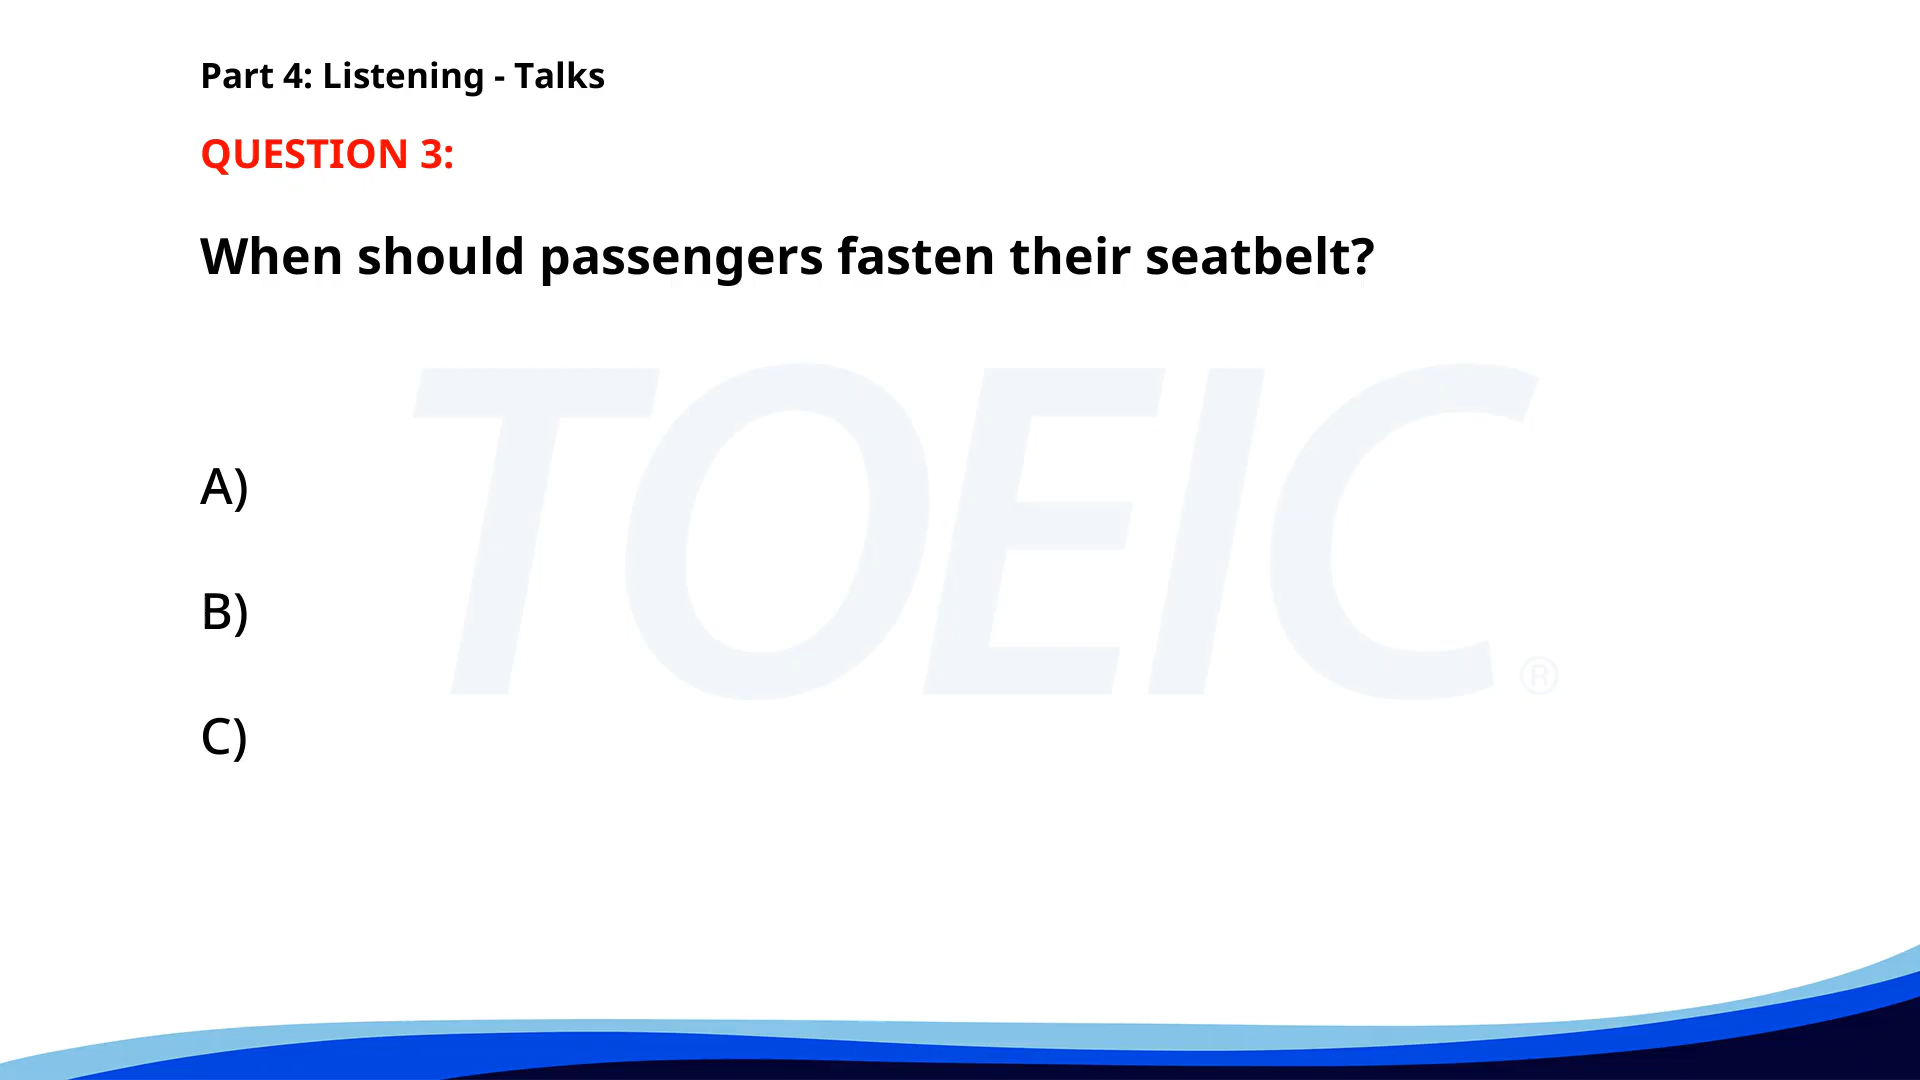 Part 4: Listening - Talks
QUESTION 3:
When should passengers fasten their seatbelt?
TOEIC®
A)
B)
C)